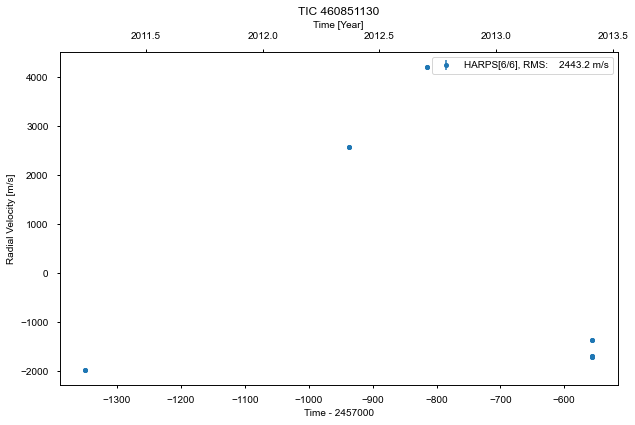 TIC 460851130
Time [Year]
2011.5 2012.0 2012.5 2013.0 2013.5
HARPS[6/6], RMS: 2443.2 m/s
4000
3000
2000
1000
0
−1000
−2000
Radial Velocity [m/s]
−1300 −1200 −1100 −1000 −900 −800 −700 −600
Time - 2457000